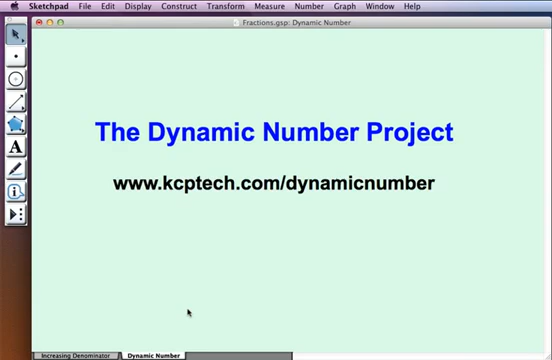 Sketchpad File Edit Display Construct Transform Measure Number Graph Window Help
Fractions.gsp: Dynamic Number
A
The Dynamic Number Project
www.kcptech.com/dynamicnumber
Increasing Denominator Dynamic Number